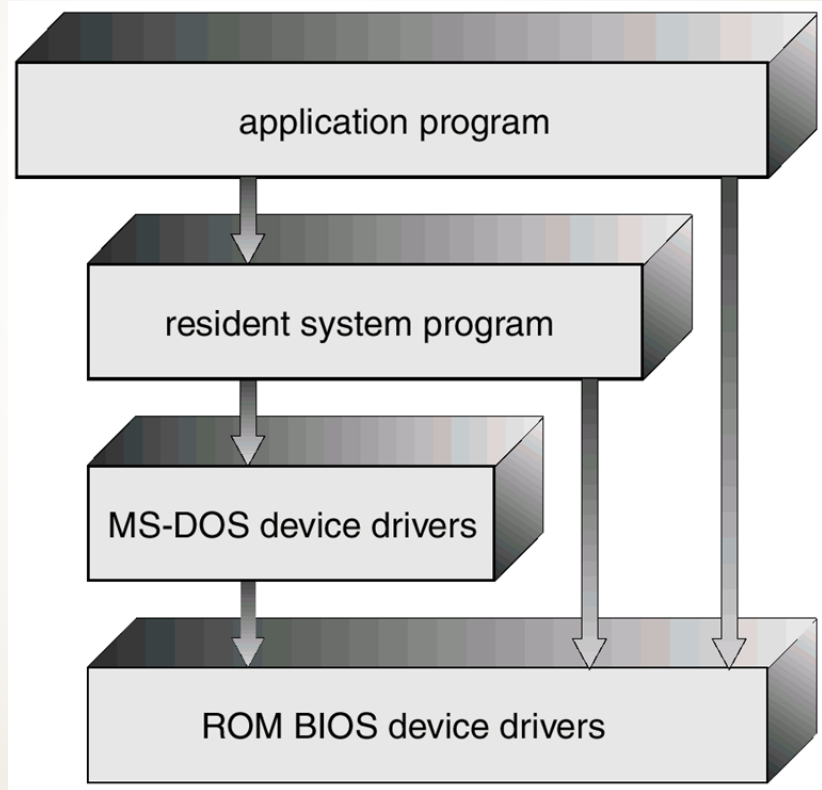 application program
resident system program
MS-DOS device drivers
ROM BIOS device drivers